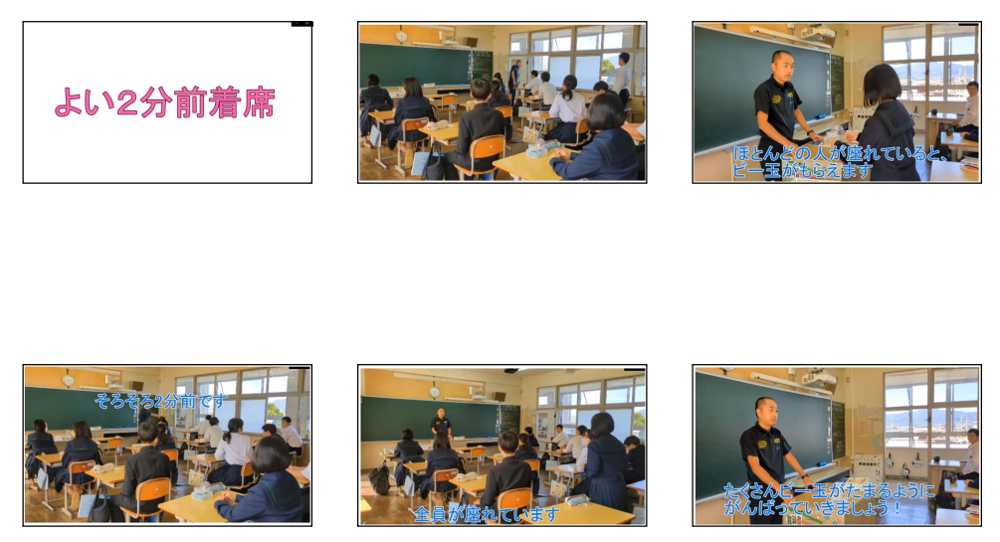 よい２分前着席
ほとんどの人が座れていると、
ビー玉がもらえます
そろそろ2分前です
全員が座れています
たくさんビー玉がたまるように
がんばっていきましょう！